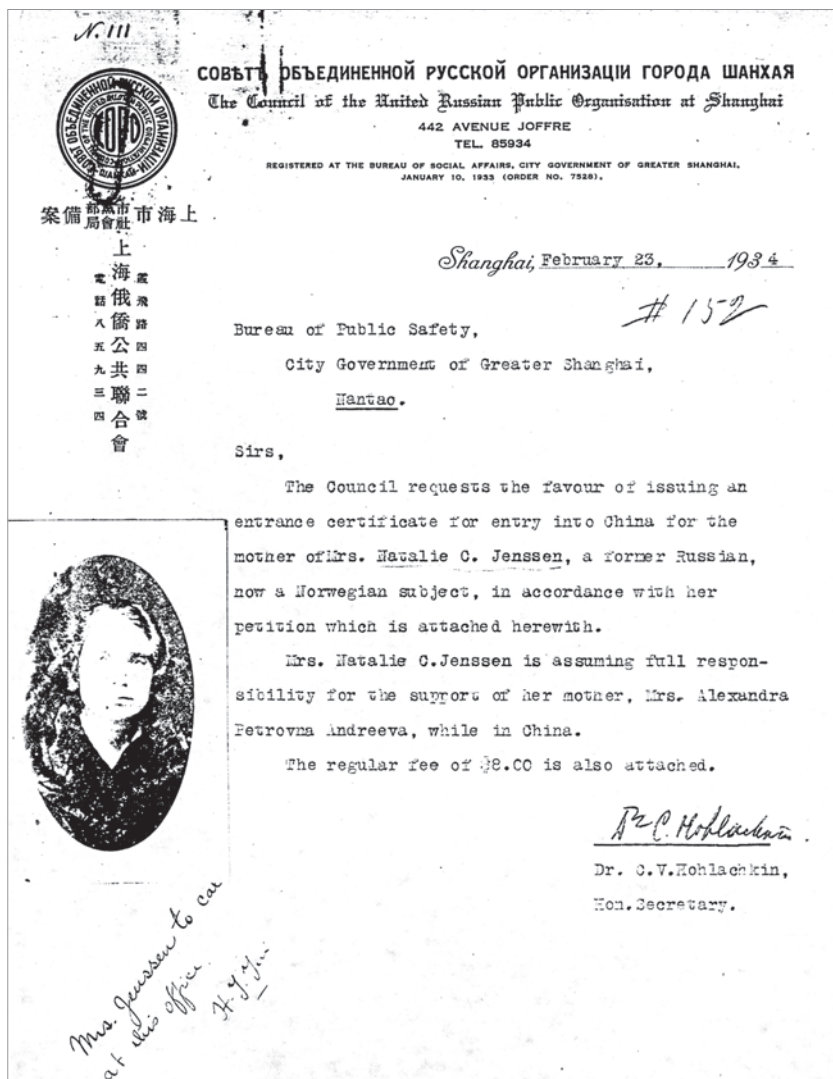 N. 111
СОВѢТЪ ОБЪЕДИНЕННОЙ РУССКОЙ ОРГАНИЗАЦІИ ГОРОДА ШАНХАЯ
The Council of the United Russian Public Organisation at Shanghai
442 AVENUE JOFFRE
TEL. 85934
REGISTERED AT THE BUREAU OF SOCIAL AFFAIRS, CITY GOVERNMENT OF GREATER SHANGHAI,
JANUARY 10, 1933 (ORDER NO. 7528).
案備 市海上
上海俄僑公共聯合會
霞飛路四四二號
電話八五九三四
Shanghai, February 23, 1934
# 152
Bureau of Public Safety,
City Government of Greater Shanghai,
Nantao.
Sirs,
The Council requests the favour of issuing an
entrance certificate for entry into China for the
mother of Mrs. Natalie C. Jenssen, a former Russian,
now a Norwegian subject, in accordance with her
petition which is attached herewith.
Mrs. Natalie C.Jenssen is assuming full respon-
sibility for the support of her mother, Mrs. Alexandra
Petrovna Andreeva, while in China.
The regular fee of $8.00 is also attached.
Dr. C.V.Mohlachkin,
Hon.Secretary.
Mrs. Jenssen to
at this office.